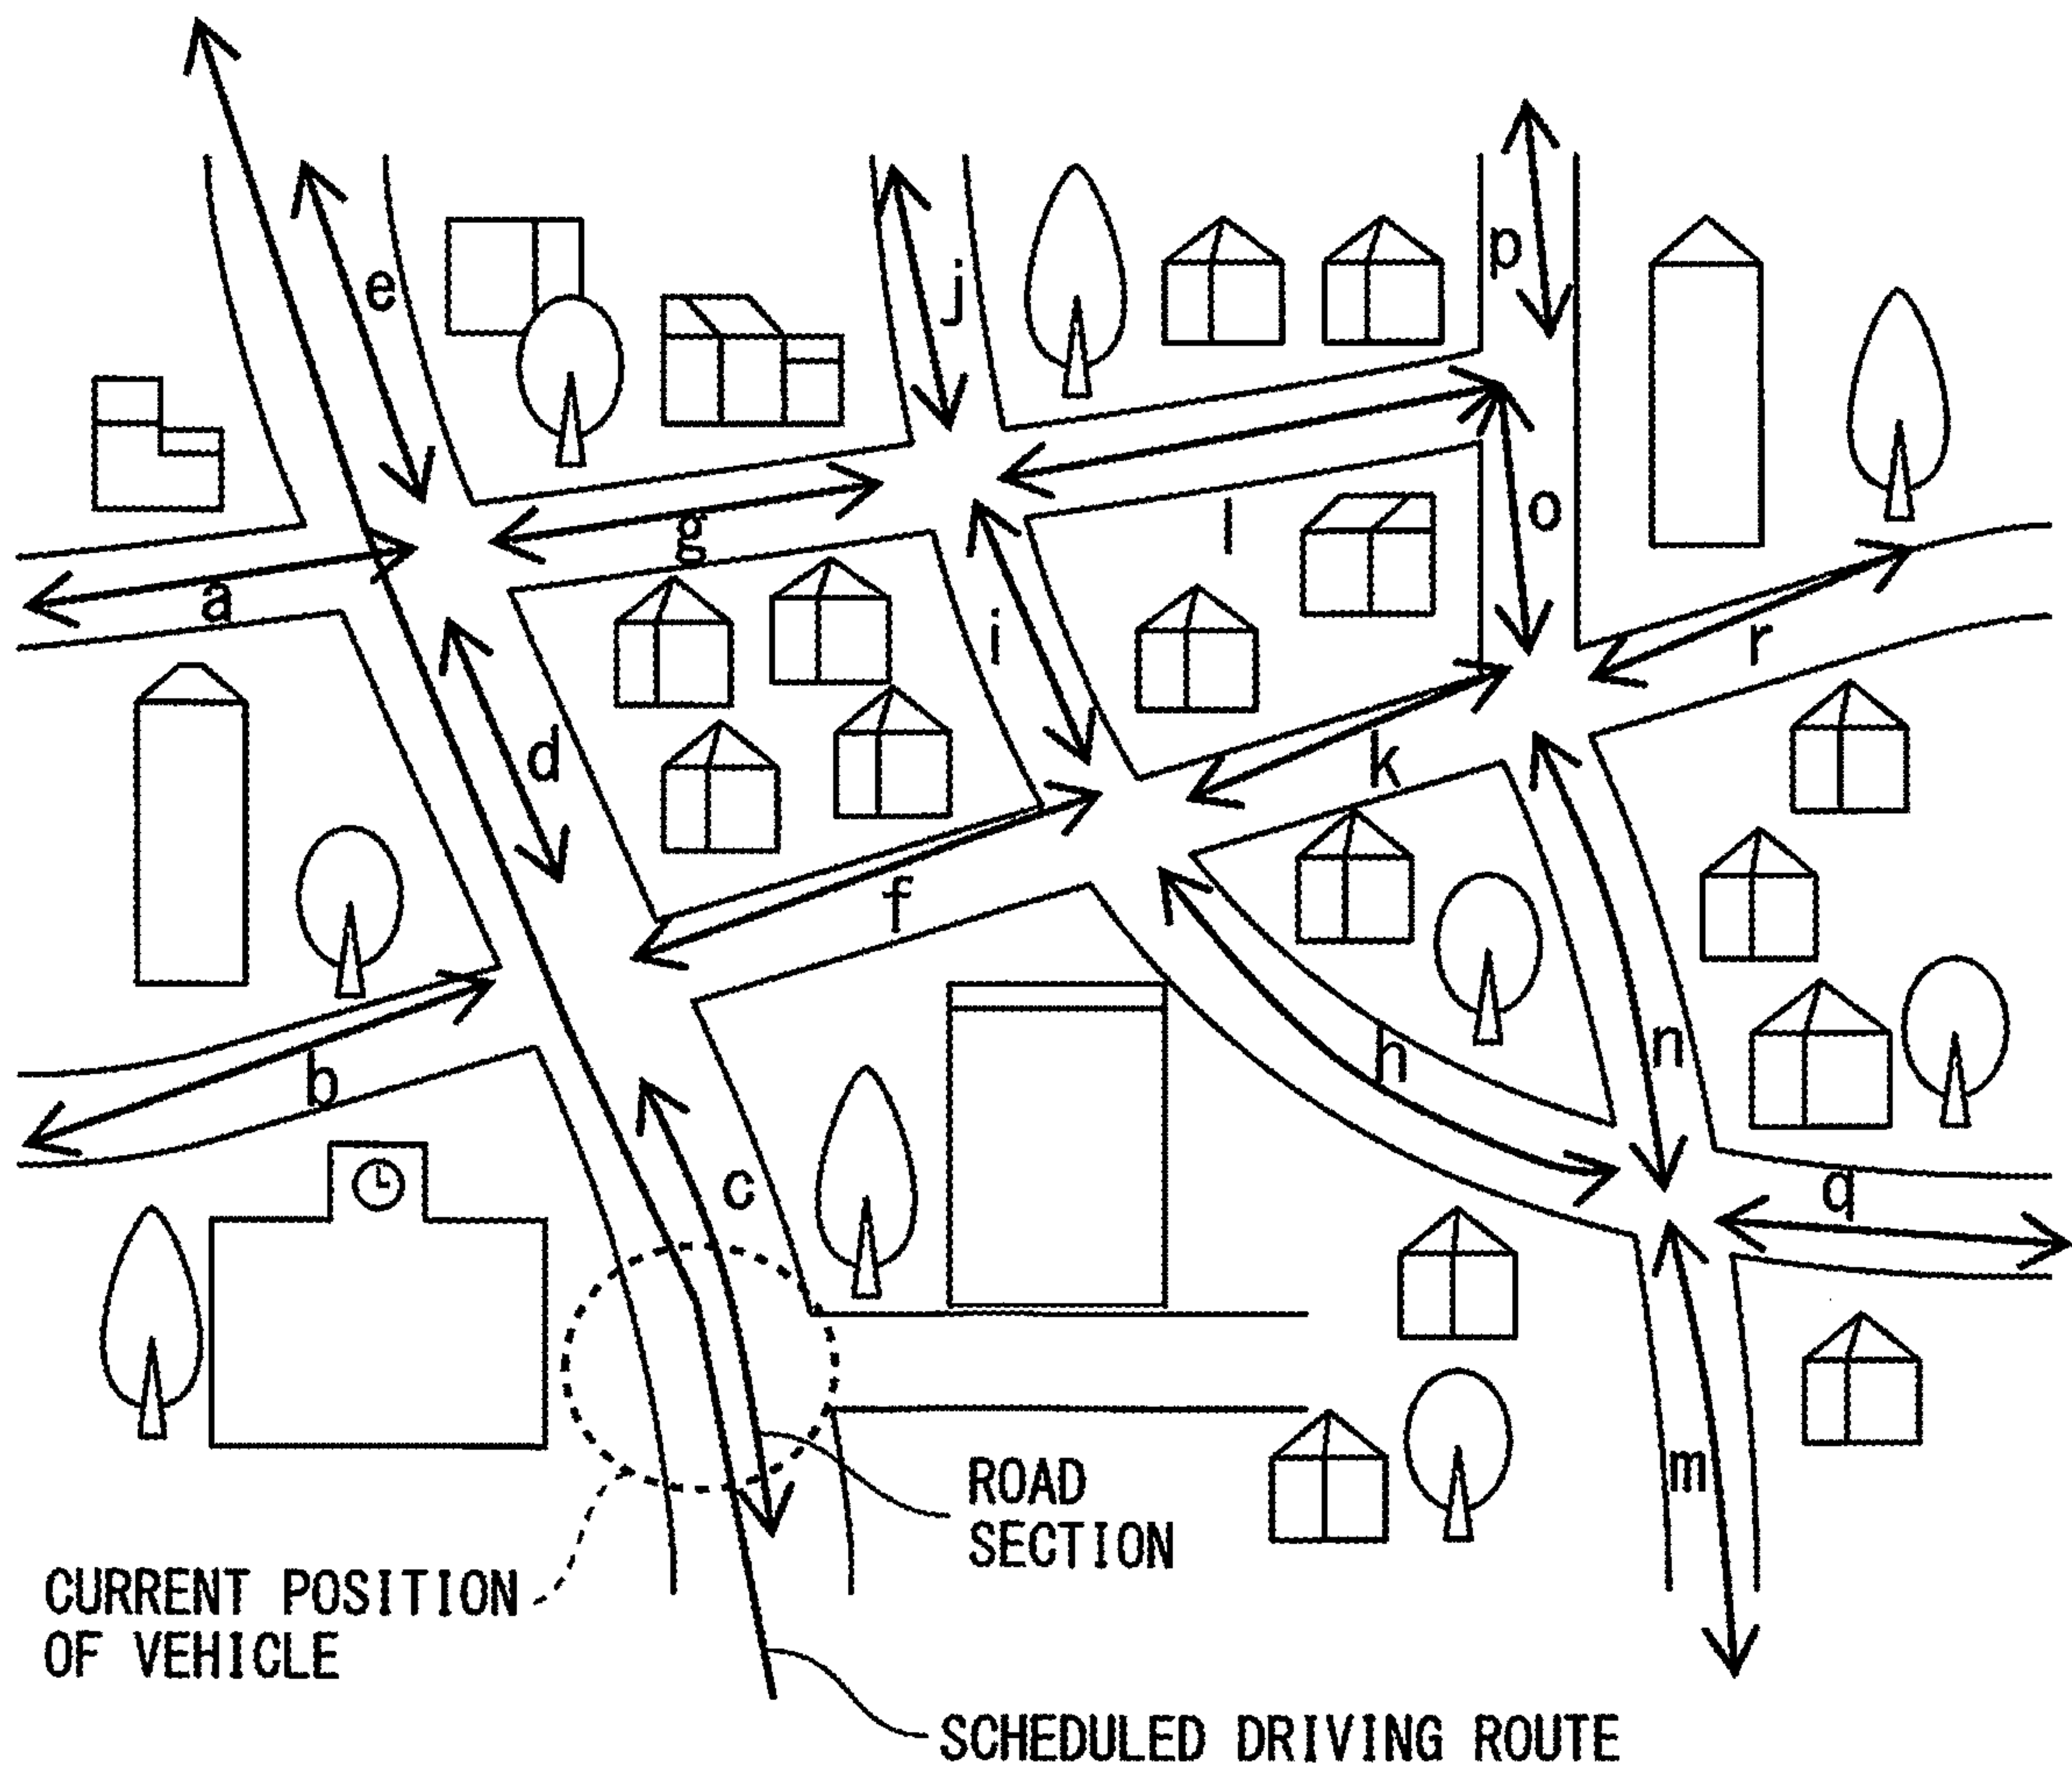 p
e
j
o
g
l
a
i
r
d
k
f
n
h
b
c
q
m
ROAD
SECTION
CURRENT POSITION
OF VEHICLE
SCHEDULED DRIVING ROUTE